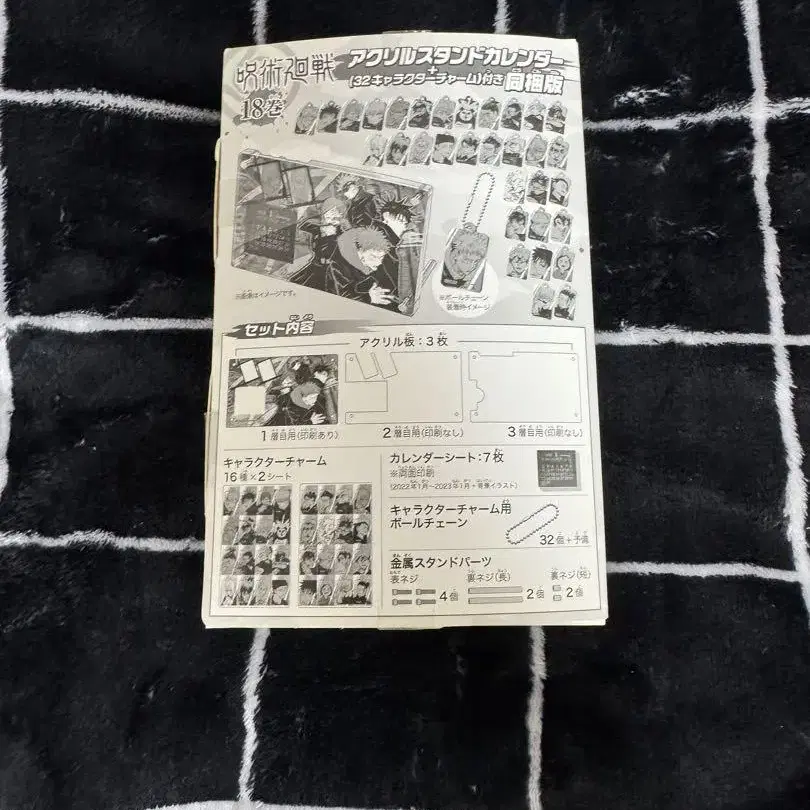 呪術廻戦
18巻
アクリルスタンドカレンダー
+
(32キャラクターチャーム)付き同梱版
※画像はイメージです。
※ボールチェーン
装着時イメージ
セット内容
アクリル板:3枚
1層目用(印刷あり)
2層目用(印刷なし)
3層目用(印刷なし)
キャラクターチャーム
16種×2シート
カレンダーシート:7枚
※両面印刷
(2022年1月~2023年1月+背景イラスト)
キャラクターチャーム用
ボールチェーン
32個+予備
金属スタンドパーツ
表ネジ
4個
裏ネジ(長)
2個
裏ネジ(短)
2個